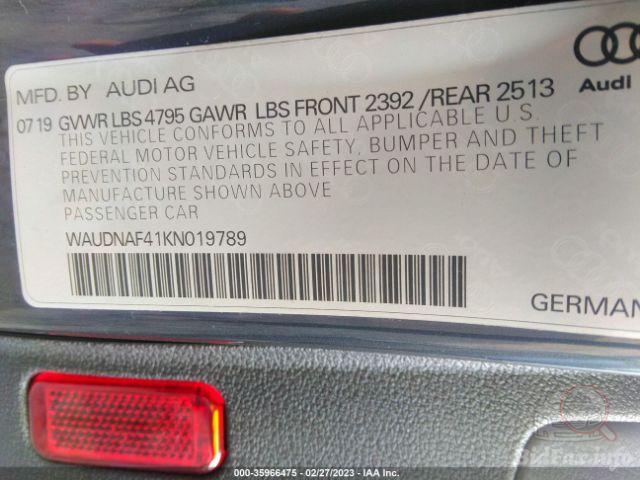 MFD. BY AUDI AG
Audi
07 19 GVWR LBS 4795 GAWR LBS FRONT 2392 /REAR 2513
THIS VEHICLE CONFORMS TO ALL APPLICABLE U.S.
FEDERAL MOTOR VEHICLE SAFETY, BUMPER AND THEFT
PREVENTION STANDARDS IN EFFECT ON THE DATE OF
MANUFACTURE SHOWN ABOVE
PASSENGER CAR
WAUDNAF41KN019789
GERMAN
000-35966475 - 02/27/2023 - IAA Inc.
BidFax.info